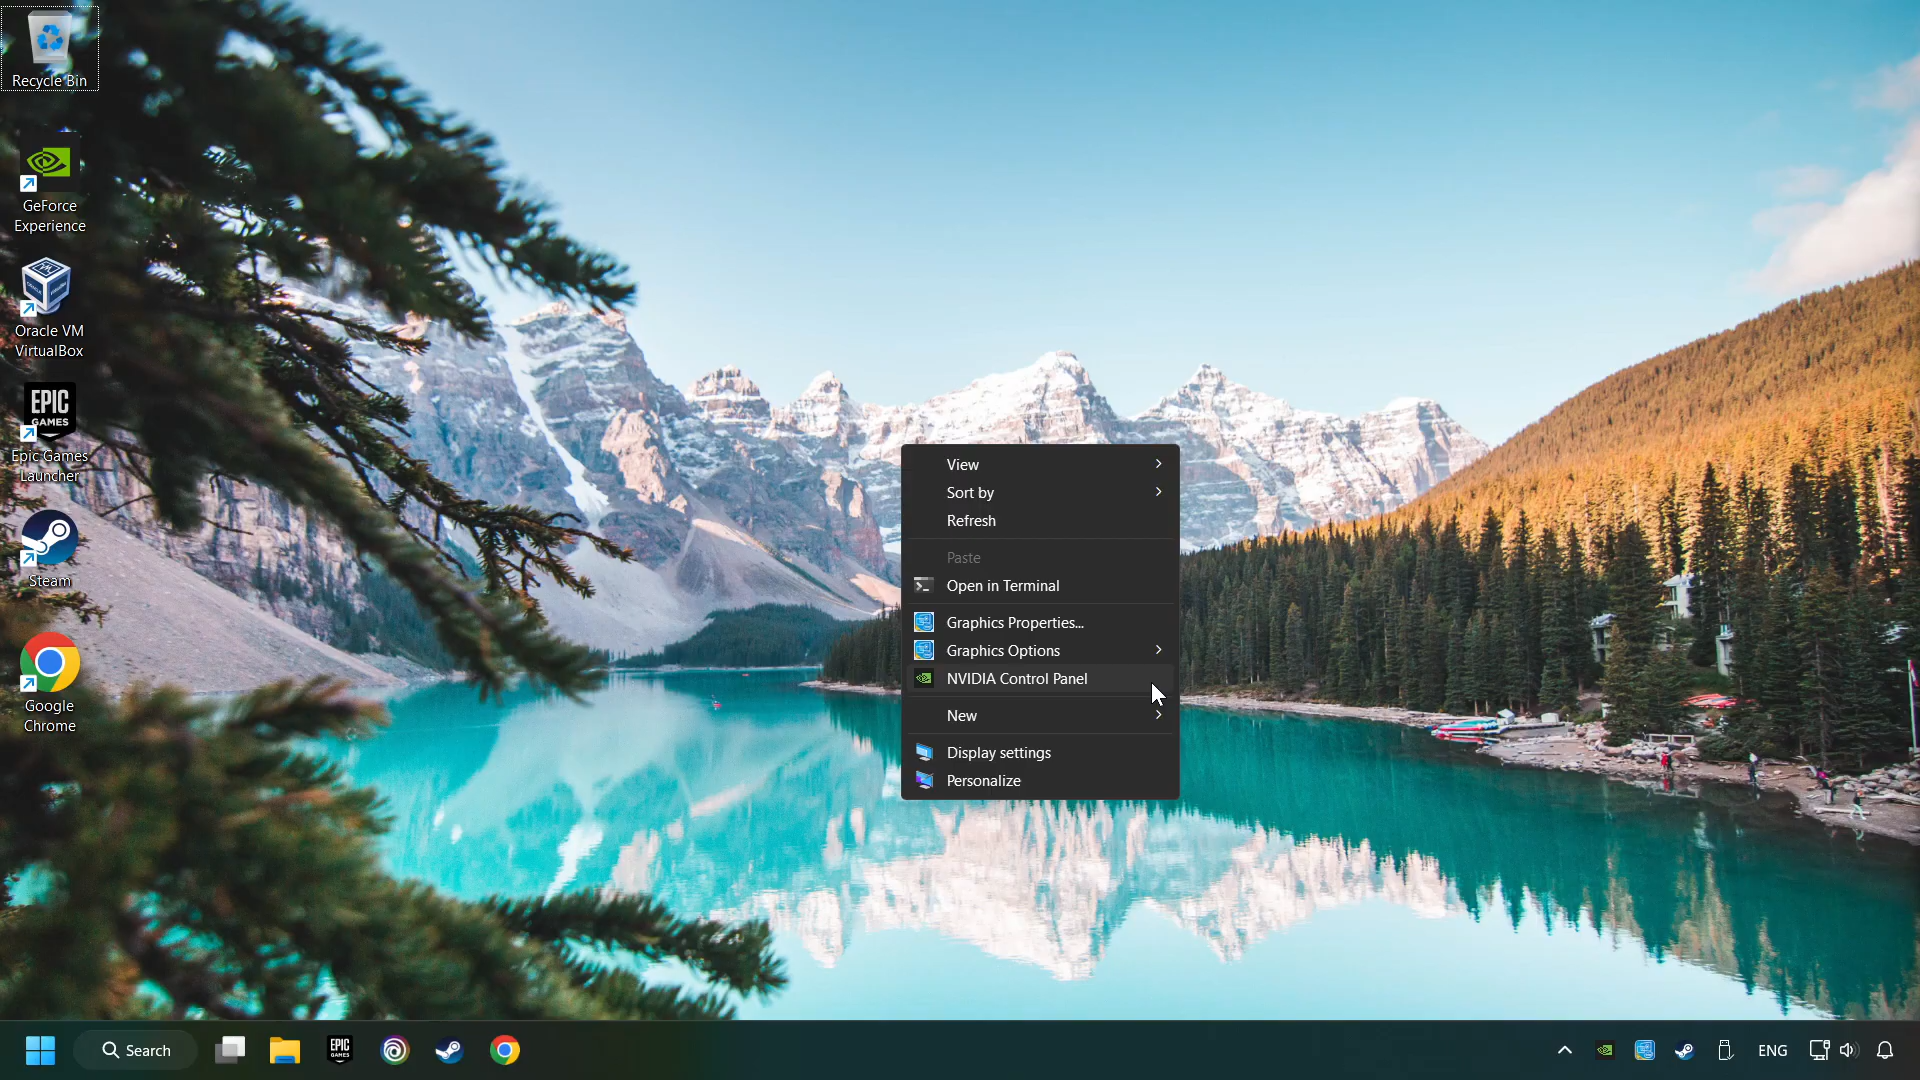 Recycle Bin
GeForce
Experience
Oracle VM
VirtualBox
EPIC
GAMES
Epic Games
Launcher
Steam
Google
Chrome
View
Sort by
Refresh
Paste
Open in Terminal
Graphics Properties...
Graphics Options
NVIDIA Control Panel
New
Display settings
Personalize
Search
EPIC
GAMES
ENG